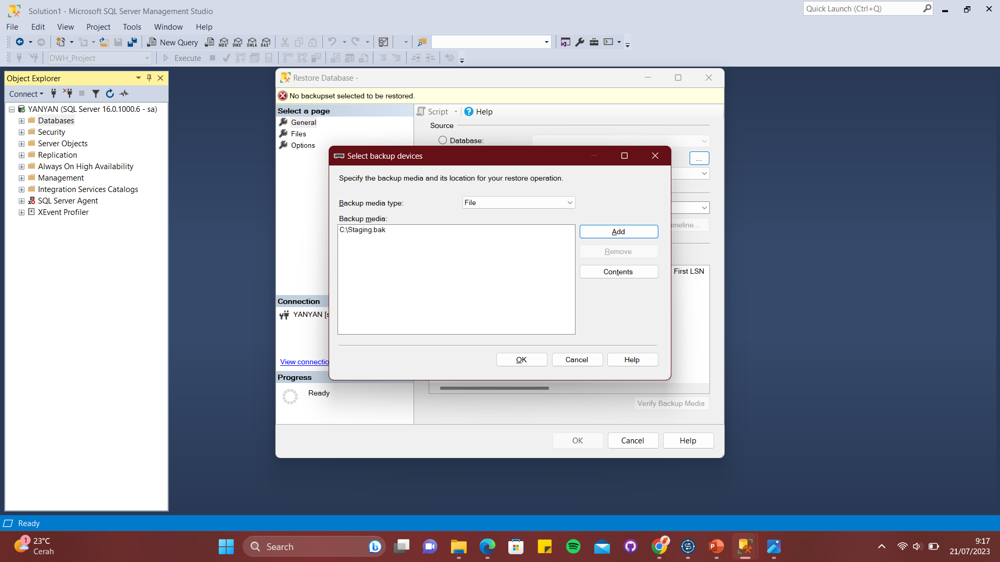 Solution1 - Microsoft SQL Server Management Studio
Quick Launch (Ctrl+Q)
File Edit View Project Tools Window Help
New Query MDX DMX XMLA DAX
DWH_Project Execute
Object Explorer
Connect
YANYAN (SQL Server 16.0.1000.6 - sa)
Databases
Security
Server Objects
Replication
Always On High Availability
Management
Integration Services Catalogs
SQL Server Agent
XEvent Profiler
Restore Database -
No backupset selected to be restored.
Select a page
General
Files
Options
Script Help
Source
Database:
...
Select backup devices
Specify the backup media and its location for your restore operation.
Backup media type: File
Backup media:
C:\Staging.bak
Add
Remove
Contents
OK Cancel Help
imeline...
First LSN
Connection
YANYAN [s
View connectio
Progress
Ready
Verify Backup Media
OK Cancel Help
Ready
1
23°C
Cerah
Search
9:17
21/07/2023